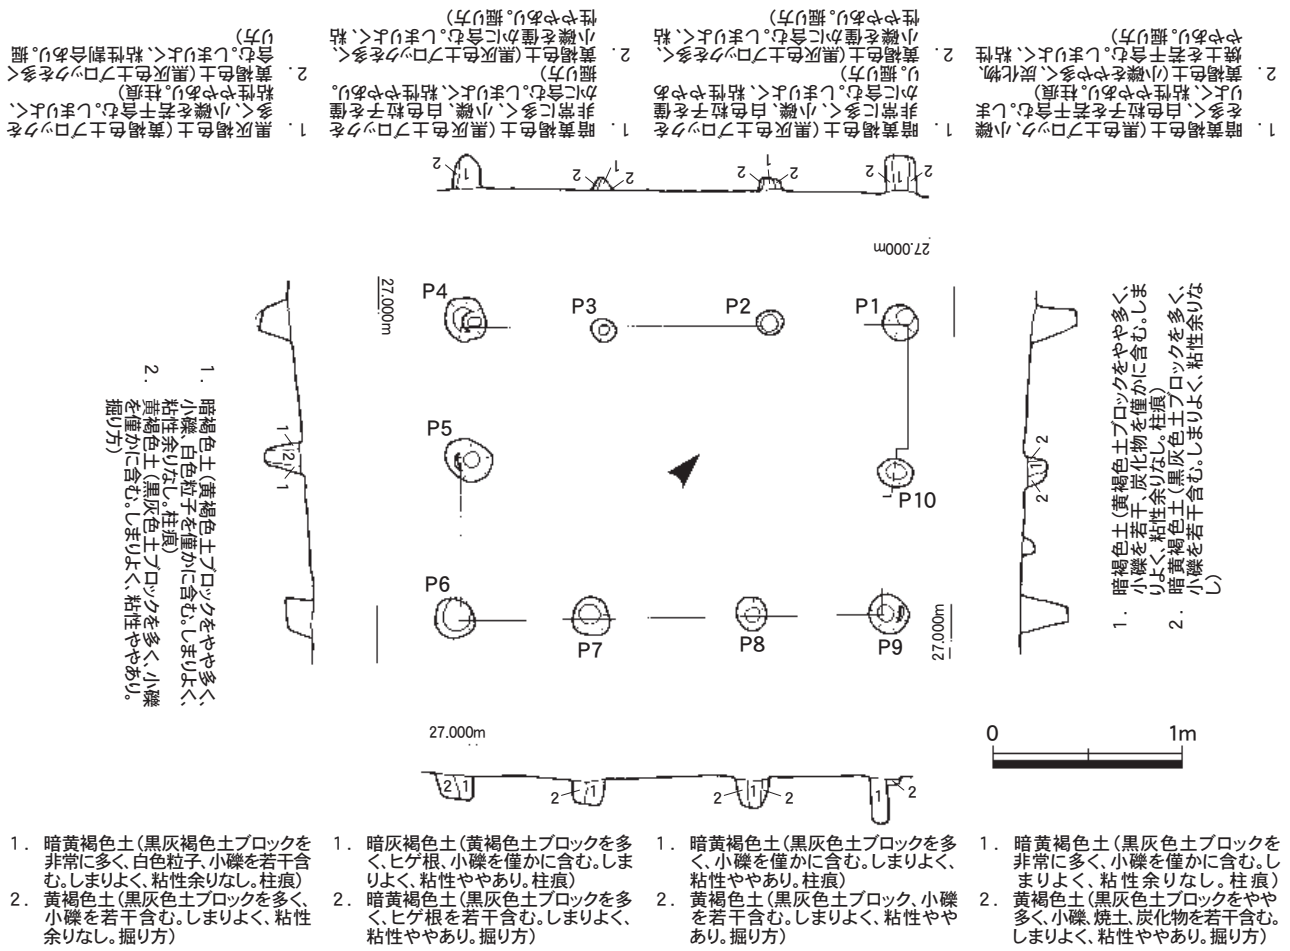 1. 黒灰褐色土(黄褐色土ブロックを
多く、小礫を若干含む。しまりよく、
粘性ややあり。柱痕)
2. 黄褐色土(黒灰色土ブロックを多く
含む。しまりよく、粘性割合あり。掘
り方)
1. 暗黄褐色土(黒灰色土ブロックを
非常に多く、小礫、白色粒子を僅
かに含む。しまりよく、粘性ややあり。
掘り方)
2. 黄褐色土(黒灰色土ブロックを多く、
小礫を僅かに含む。しまりよく、粘
性ややあり。掘り方)
1. 暗黄褐色土(黒灰色土ブロックを
非常に多く、小礫、白色粒子を僅
かに含む。しまりよく、粘性ややあ
り。掘り方)
2. 黄褐色土(黒灰色土ブロックを多く、
小礫を僅かに含む。しまりよく、粘
性ややあり。掘り方)
1. 暗黄褐色土(黒色土ブロック、小礫
を多く、白色粒子を若干含む。しま
りよく、粘性ややあり。柱痕)
2. 黄褐色土(小礫をやや多く、炭化物、
焼土を若干含む。しまりよく、粘性
ややあり。掘り方)
2 1
2 1 2
2 1 2
2 1 2
27.000m
27.000m
P4
P3
P2
P1
P5
P10
P6
P7
P8
P9
1 2 1
2 1 2
1. 暗褐色土(黄褐色土ブロックをやや多く、
小礫、白色粒子を僅かに含む。しまりよく、
粘性余りなし。柱痕)
2. 黄褐色土(黒灰色土ブロックを多く、小礫
を僅かに含む。しまりよく、粘性ややあり。
掘り方)
1. 暗褐色土(黄褐色土ブロックをやや多く、
小礫を若干、炭化物を僅かに含む。しま
りよく、粘性余りなし。柱痕)
2. 暗黄褐色土(黒灰色土ブロックを多く、
小礫を若干含む。しまりよく、粘性余りな
し)
27.000m
27.000m
0 1m
2 1
2 1
2 1 2
1 2
1. 暗黄褐色土(黒灰褐色土ブロックを
非常に多く、白色粒子、小礫を若干含
む。しまりよく、粘性余りなし。柱痕)
2. 黄褐色土(黒灰色土ブロックを多く、
小礫を若干含む。しまりよく、粘性
余りなし。掘り方)
1. 暗灰褐色土(黄褐色土ブロックを多
く、ヒゲ根、小礫を僅かに含む。しま
りよく、粘性ややあり。柱痕)
2. 暗黄褐色土(黒灰色土ブロックを多
く、ヒゲ根を若干含む。しまりよく、
粘性ややあり。掘り方)
1. 暗黄褐色土(黒灰色土ブロックを多
く、小礫を僅かに含む。しまりよく、
粘性ややあり。柱痕)
2. 黄褐色土(黒灰色土ブロック、小礫
を若干含む。しまりよく、粘性やや
あり。掘り方)
1. 暗黄褐色土(黒灰色土ブロックを
非常に多く、小礫を僅かに含む。し
まりよく、粘性余りなし。柱痕)
2. 黄褐色土(黒灰色土ブロックをやや
多く、小礫、焼土、炭化物を若干含む。
しまりよく、粘性ややあり。掘り方)